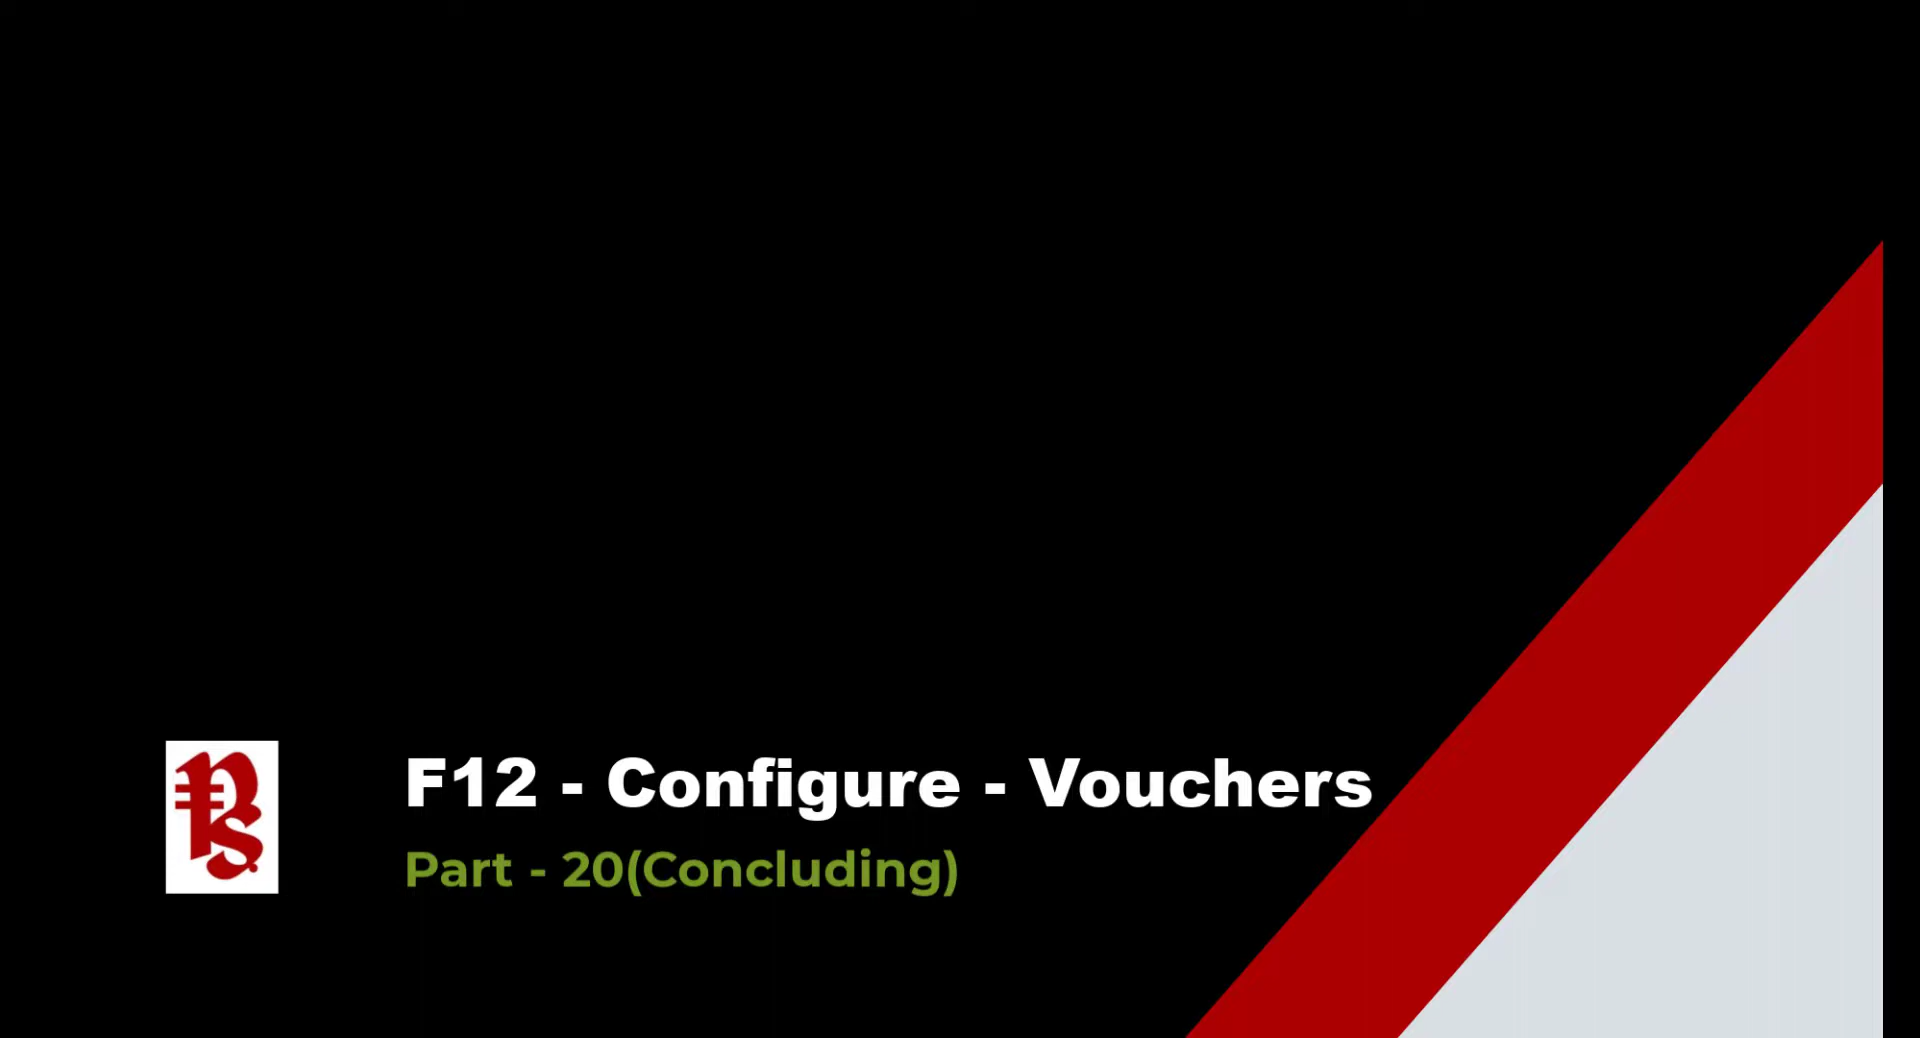 F12 - Configure - Vouchers
Part - 20(Concluding)